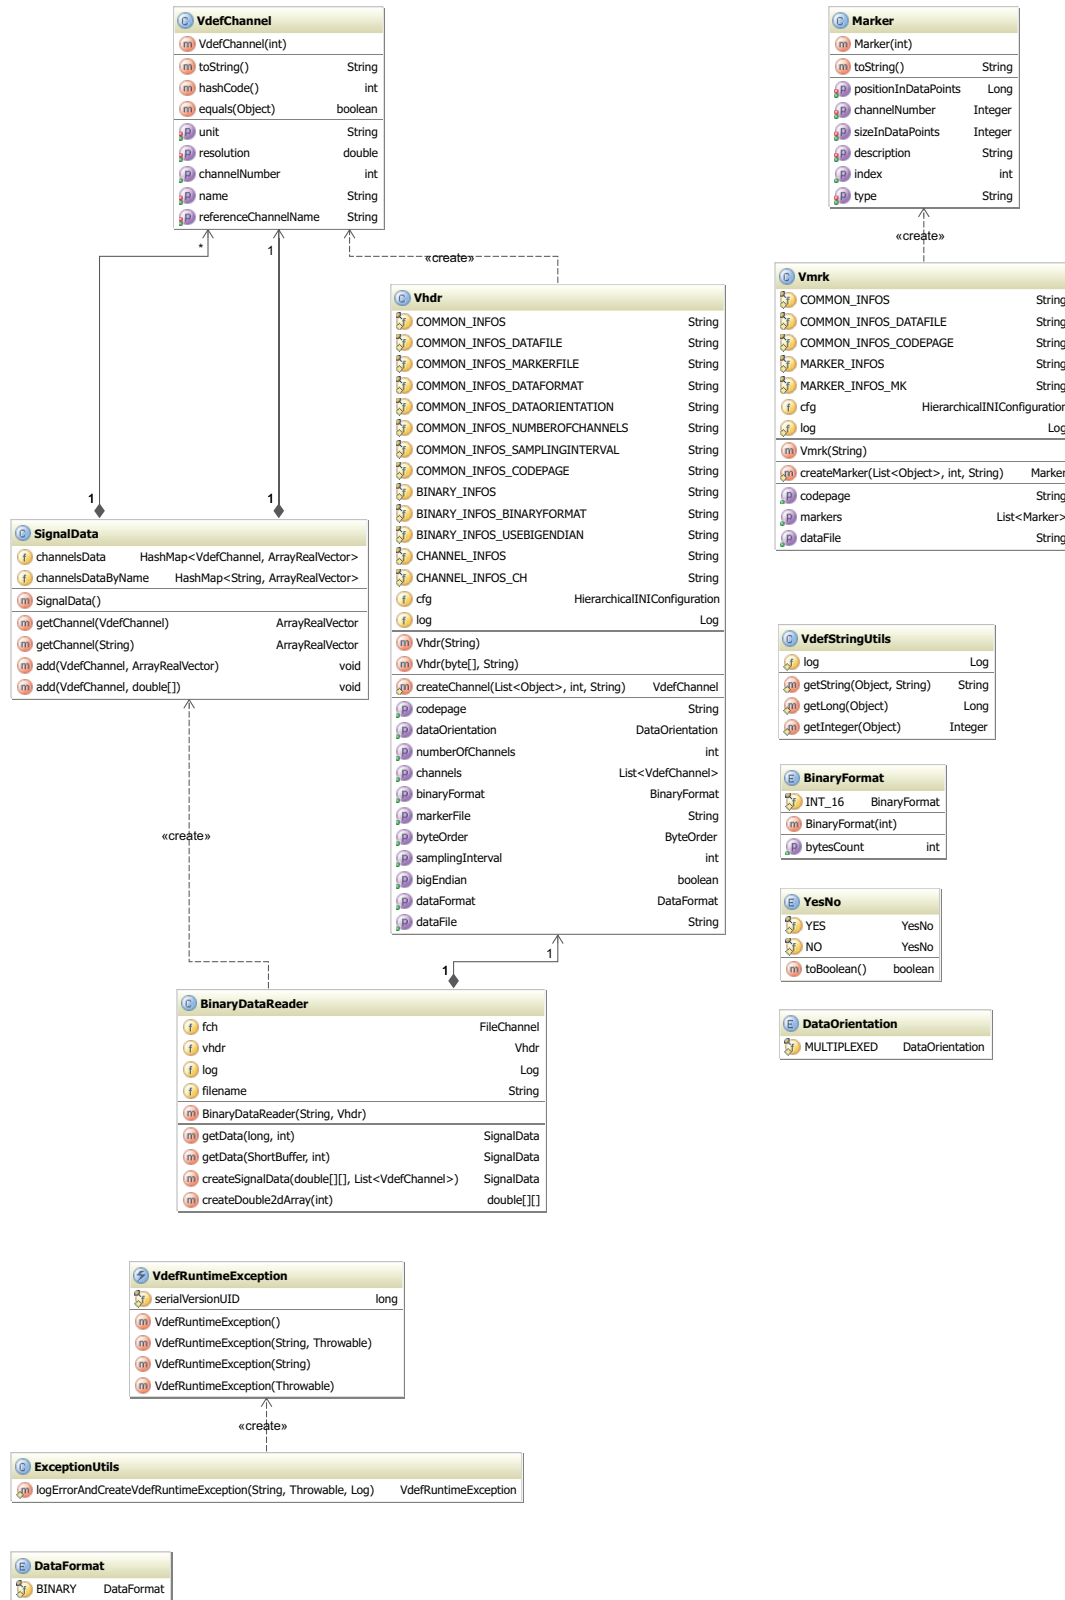 VdefChannel
VdefChannel(int)
toString() String
hashCode() int
equals(Object) boolean
unit String
resolution double
channelNumber int
name String
referenceChannelName String
Marker
Marker(int)
toString() String
positionInDataPoints Long
channelNumber Integer
sizeInDataPoints Integer
description String
index int
type String
* 1 «create»
«create»
Vhdr
COMMON_INFOS String
COMMON_INFOS_DATAFILE String
COMMON_INFOS_MARKERFILE String
COMMON_INFOS_DATAFORMAT String
COMMON_INFOS_DATAORIENTATION String
COMMON_INFOS_NUMBEROFCHANNELS String
COMMON_INFOS_SAMPLINGINTERVAL String
COMMON_INFOS_CODEPAGE String
BINARY_INFOS String
BINARY_INFOS_BINARYFORMAT String
BINARY_INFOS_USEBIGENDIAN String
CHANNEL_INFOS String
CHANNEL_INFOS_CH String
cfg HierarchicalINIConfiguration
log Log
Vhdr(String)
Vhdr(byte[], String)
createChannel(List<Object>, int, String) VdefChannel
codepage String
dataOrientation DataOrientation
numberOfChannels int
channels List<VdefChannel>
binaryFormat BinaryFormat
markerFile String
byteOrder ByteOrder
samplingInterval int
bigEndian boolean
dataFormat DataFormat
dataFile String
Vmrk
COMMON_INFOS String
COMMON_INFOS_DATAFILE String
COMMON_INFOS_CODEPAGE String
MARKER_INFOS String
MARKER_INFOS_MK String
cfg HierarchicalINIConfiguration
log Log
Vmrk(String)
createMarker(List<Object>, int, String) Marker
codepage String
markers List<Marker>
dataFile String
1 1
SignalData
channelsData HashMap<VdefChannel, ArrayRealVector>
channelsDataByName HashMap<String, ArrayRealVector>
SignalData()
getChannel(VdefChannel) ArrayRealVector
getChannel(String) ArrayRealVector
add(VdefChannel, ArrayRealVector) void
add(VdefChannel, double[]) void
VdefStringUtils
log Log
getString(Object, String) String
getLong(Object) Long
getInteger(Object) Integer
BinaryFormat
INT_16 BinaryFormat
BinaryFormat(int)
bytesCount int
«create»
YesNo
YES YesNo
NO YesNo
toBoolean() boolean
1
1
BinaryDataReader
fch FileChannel
vhdr Vhdr
log Log
filename String
BinaryDataReader(String, Vhdr)
getData(long, int) SignalData
getData(ShortBuffer, int) SignalData
createSignalData(double[][], List<VdefChannel>) SignalData
createDouble2dArray(int) double[][]
DataOrientation
MULTIPLEXED DataOrientation
VdefRuntimeException
serialVersionUID long
VdefRuntimeException()
VdefRuntimeException(String, Throwable)
VdefRuntimeException(String)
VdefRuntimeException(Throwable)
«create»
ExceptionUtils
logErrorAndCreateVdefRuntimeException(String, Throwable, Log) VdefRuntimeException
DataFormat
BINARY DataFormat